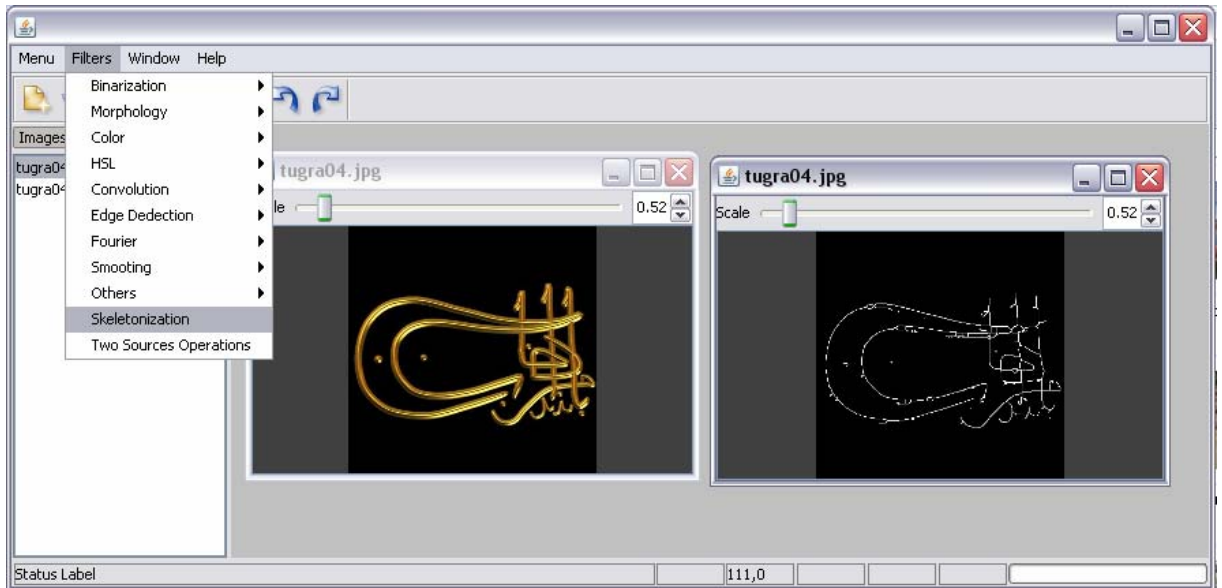 Menu Filters Window Help
Binarization
Morphology
Color
HSL
Convolution
Edge Dedection
Fourier
Smooting
Others
Skeletonization
Two Sources Operations
Images
tugra04
tugra04
tugra04.jpg
0.52
tugra04.jpg
Scale 0.52
Status Label 111,0